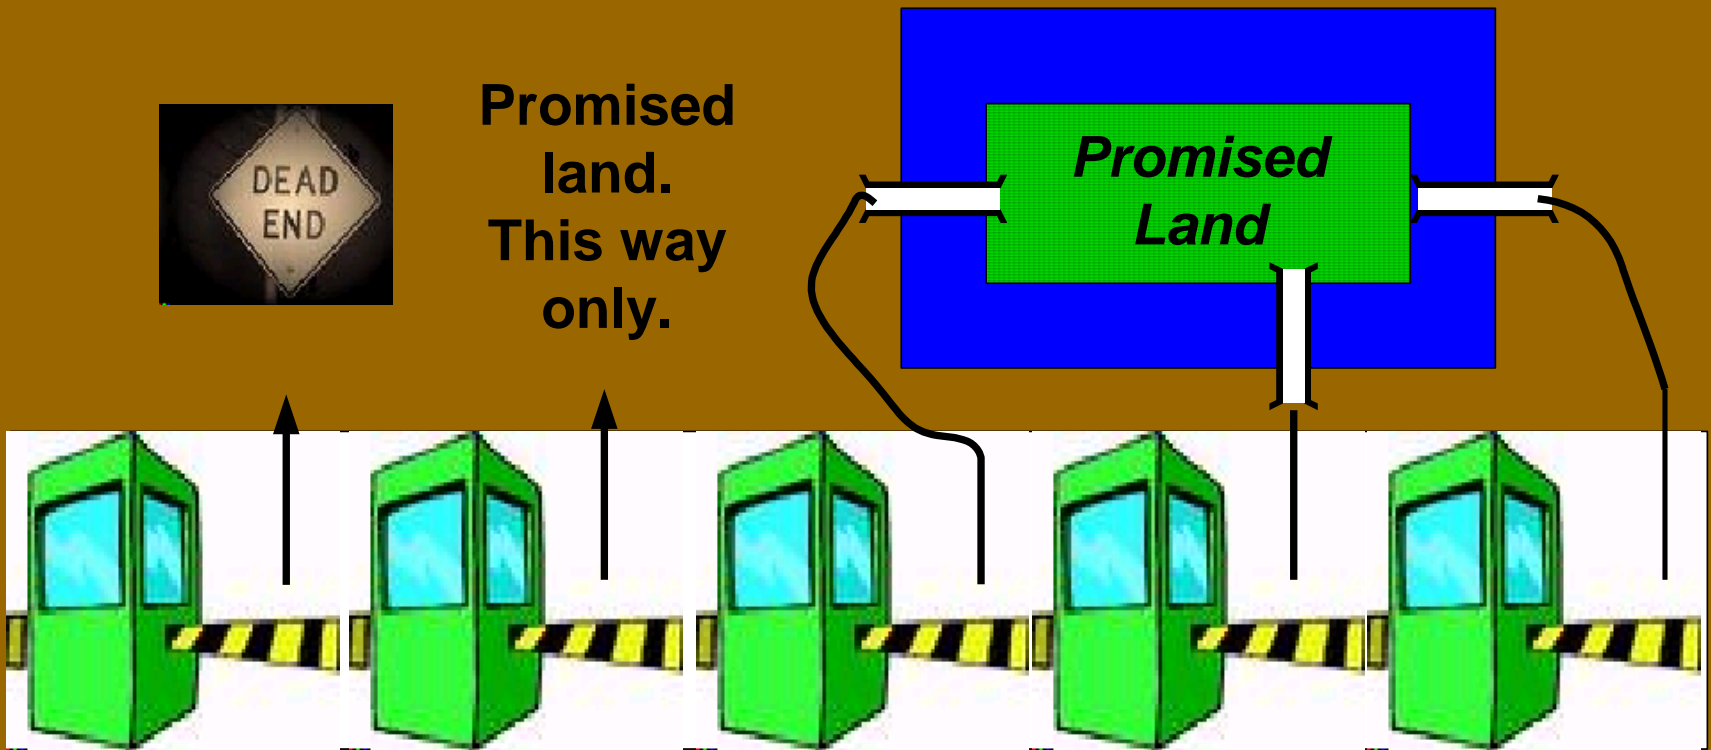 DEAD
END
Promised
land.
This way
only.
Promised
Land